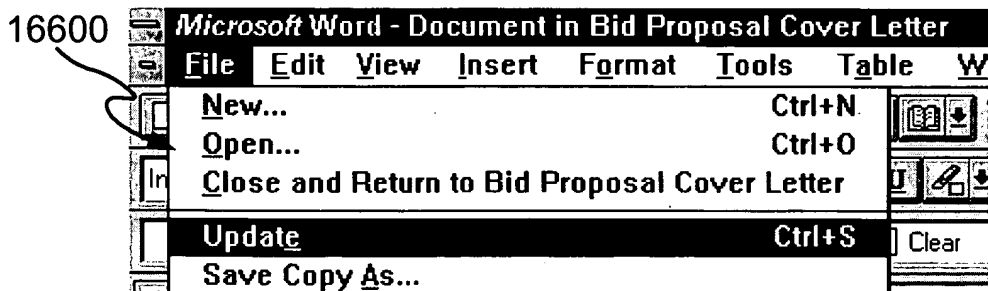 16600
Microsoft Word - Document in Bid Proposal Cover Letter
File Edit View Insert Format Tools Table W
New... Ctrl+N
Open... Ctrl+O
In
Close and Return to Bid Proposal Cover Letter U
Update Ctrl+S Clear
Save Copy As...